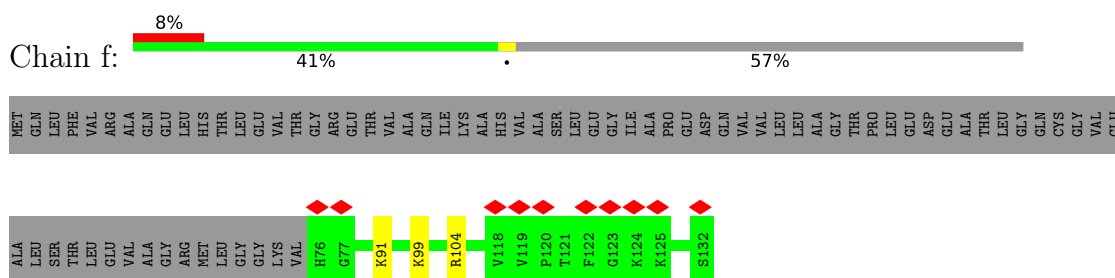 8%
Chain f:
41% • 57%
MET GLN LEU PHE VAL ARG ALA GLN GLU LEU HIS THR LEU GLU VAL THR GLY ARG GLU THR VAL ALA GLN ILE LYS ALA HIS VAL ALA SER LEU GLU GLY ILE ALA PRO GLU ASP GLN VAL VAL LEU LEU ALA GLY THR PRO LEU GLU ASP GLU ALA THR LEU GLY GLN CYS GLY VAL GLU
ALA LEU SER THR LEU GLU VAL ALA GLY ARG MET LEU GLY GLY LYS VAL H76 G77 K91 K99 R104 V118 V119 P120 T121 F122 G123 K124 K125 S132